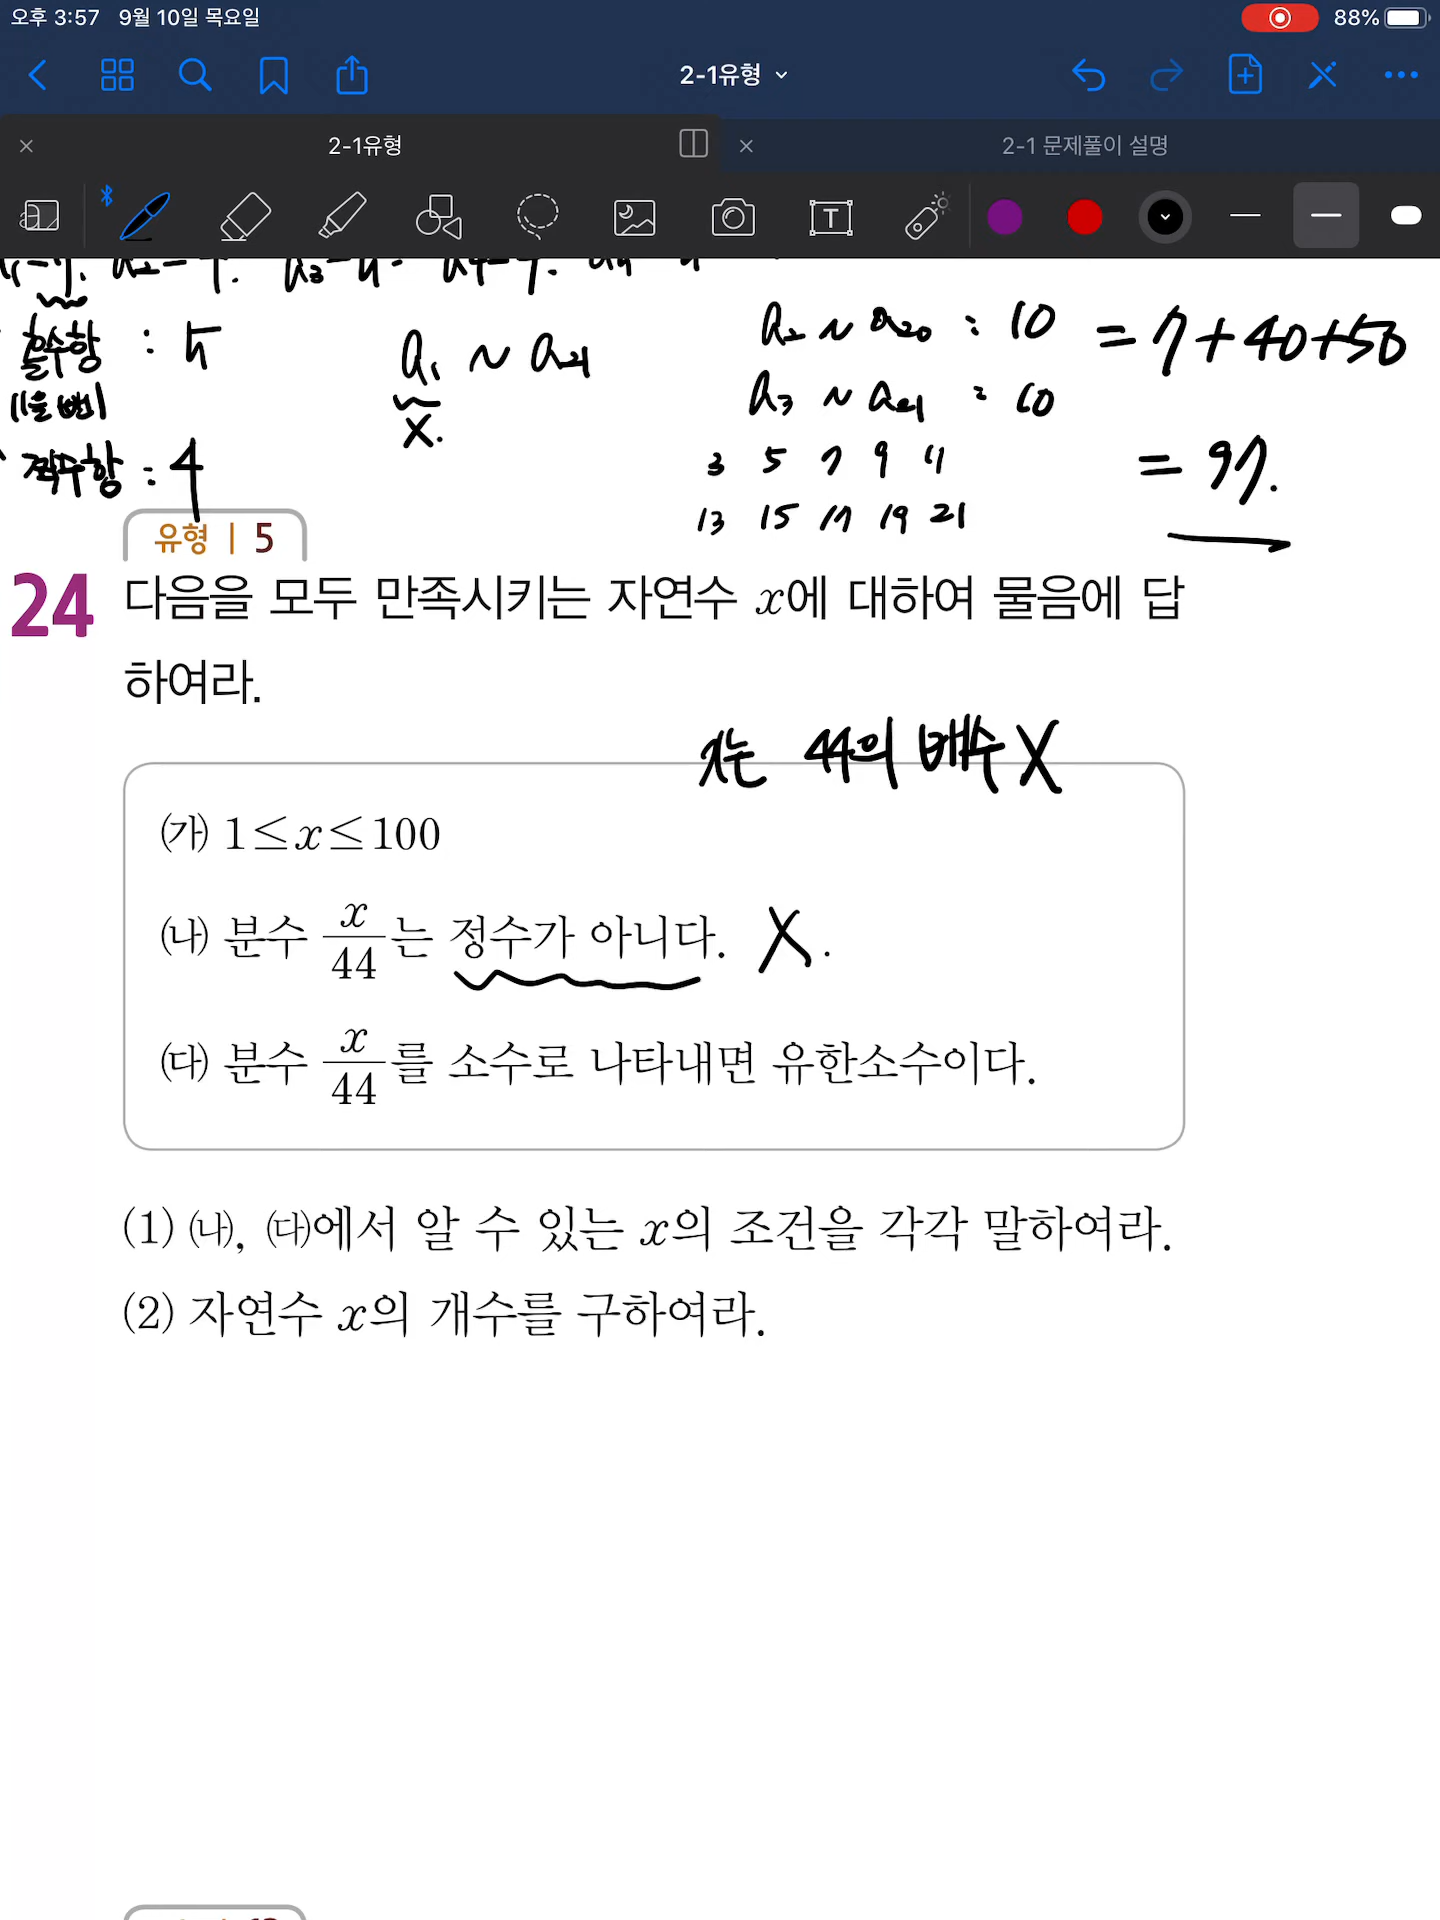 오후 3:57 9월 10일 목요일 88%
2-1유형
2-1유형
2-1 문제풀이 설명
홀수항 : 5
짝수항 : 4
a₁ ~ a₂₁
X.
a₂ ~ a₂₀ : 10 = 7+40+50
a₃ ~ a₂₁ : 10
3 5 7 9 11
13 15 17 19 21
= 97.
유형 | 5
24 다음을 모두 만족시키는 자연수 x에 대하여 물음에 답
하여라.
x는 44의 배수 X
㈎ 1≤x≤100
㈏ 분수 x/44는 정수가 아니다. X.
㈐ 분수 x/44를 소수로 나타내면 유한소수이다.
(1) ㈏, ㈐에서 알 수 있는 x의 조건을 각각 말하여라.
(2) 자연수 x의 개수를 구하여라.